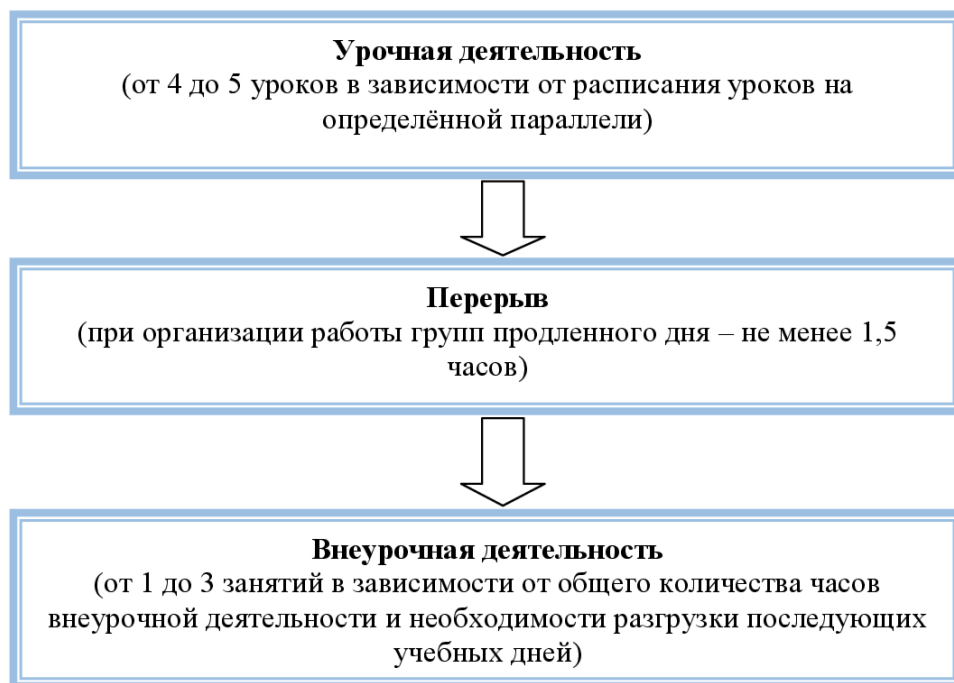 Урочная деятельность
(от 4 до 5 уроков в зависимости от расписания уроков на
определённой параллели)
Перерыв
(при организации работы групп продленного дня – не менее 1,5
часов)
Внеурочная деятельность
(от 1 до 3 занятий в зависимости от общего количества часов
внеурочной деятельности и необходимости разгрузки последующих
учебных дней)